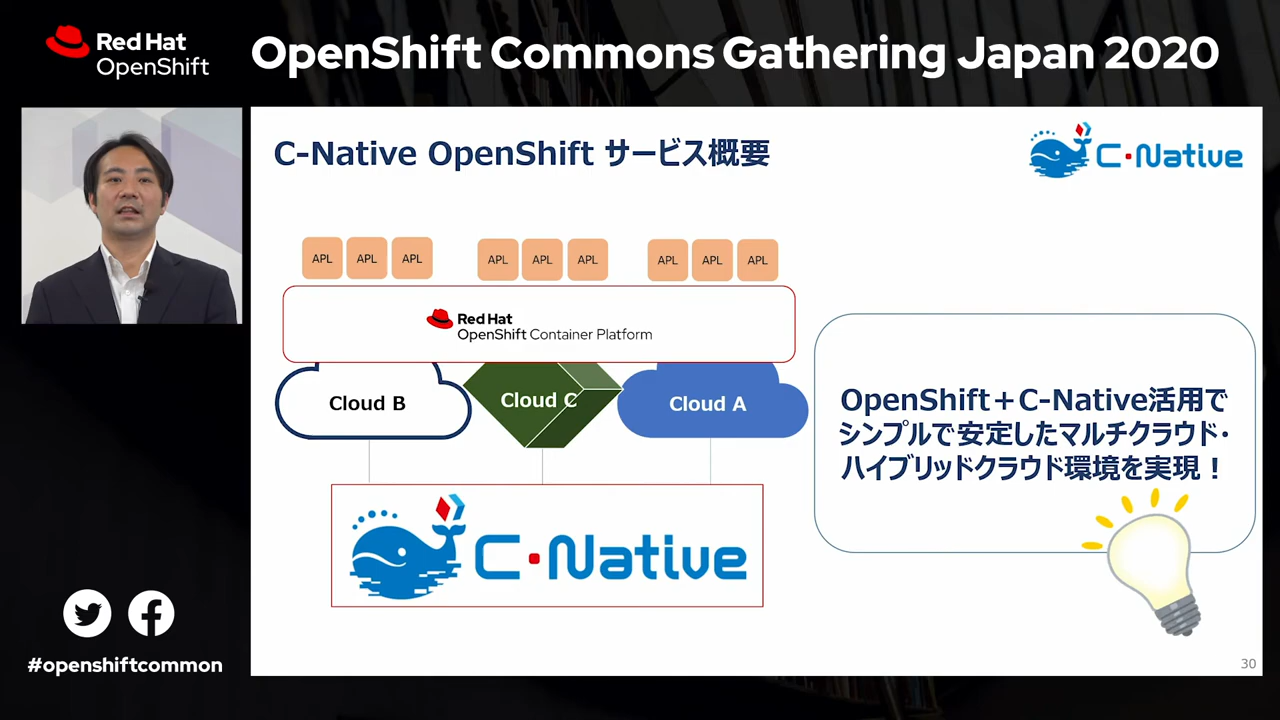 Red Hat
OpenShift
OpenShift Commons Gathering Japan 2020
C-Native OpenShift サービス概要
C·Native
APL APL APL APL APL APL APL APL APL
Red Hat
OpenShift Container Platform
Cloud B Cloud C Cloud A
OpenShift＋C-Native活用で
シンプルで安定したマルチクラウド・
ハイブリッドクラウド環境を実現！
C·Native
#openshiftcommon
30